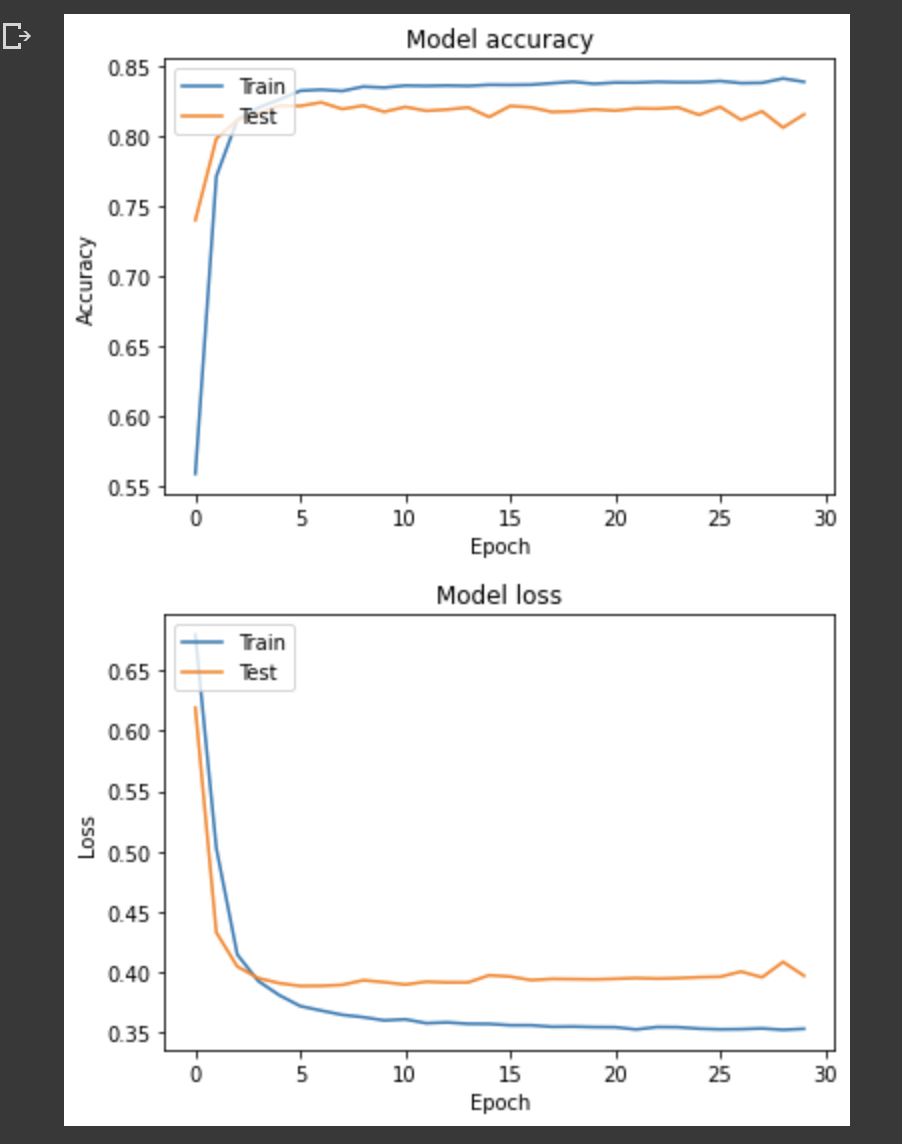 Model accuracy
Train
Test
0.85
0.80
0.75
0.70
0.65
0.60
0.55
Accuracy
0 5 10 15 20 25 30
Epoch
Model loss
Train
Test
0.65
0.60
0.55
0.50
0.45
0.40
0.35
Loss
0 5 10 15 20 25 30
Epoch